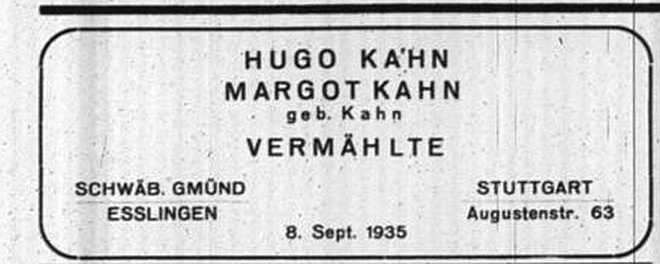 HUGO KAHN
MARGOT KAHN
geb. Kahn
VERMÄHLTE
SCHWÄB. GMÜND
ESSLINGEN
STUTTGART
Augustenstr. 63
8. Sept. 1935